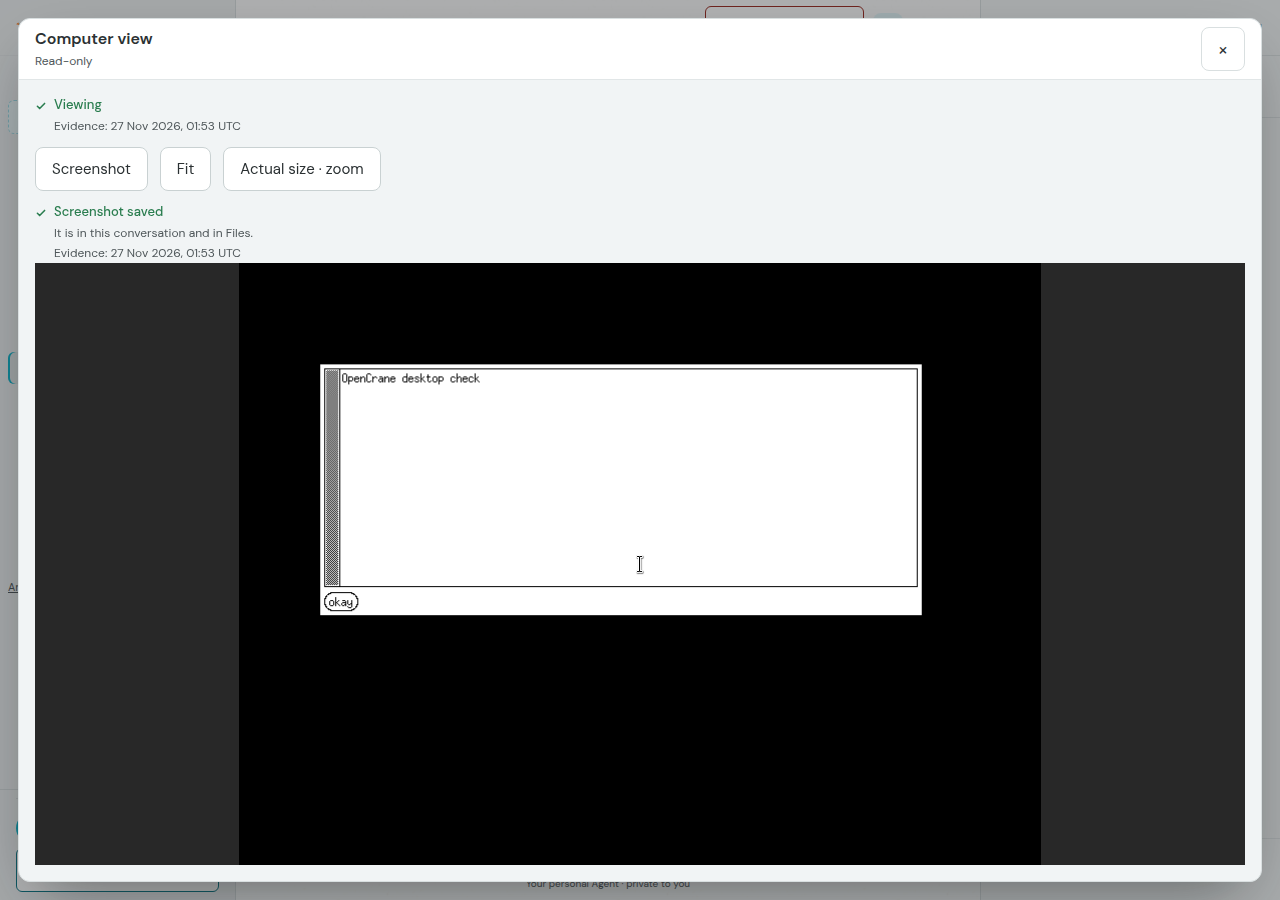 Computer view
Read-only
×
Viewing
Evidence: 27 Nov 2026, 01:53 UTC
Screenshot
Fit
Actual size · zoom
Screenshot saved
It is in this conversation and in Files.
Evidence: 27 Nov 2026, 01:53 UTC
OpenCrane desktop check
okay
Your personal Agent · private to you